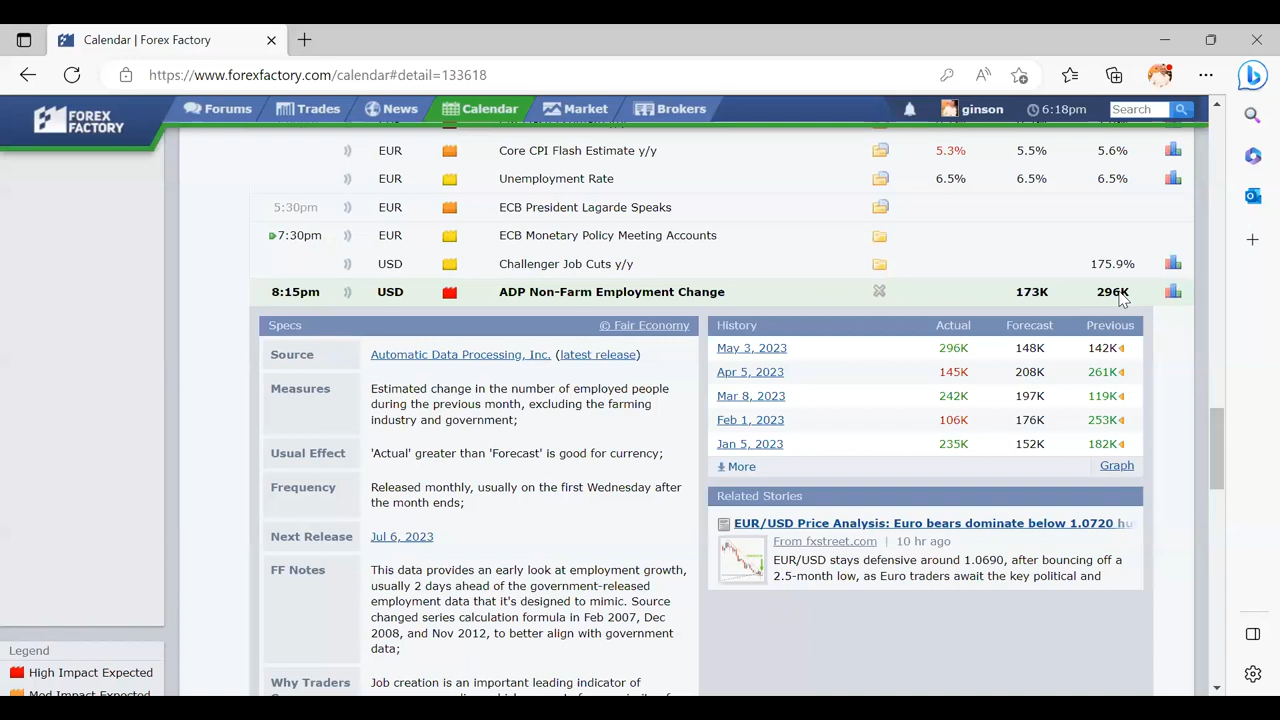 Calendar | Forex Factory
https://www.forexfactory.com/calendar#detail=133618
FOREX FACTORY
Forums Trades News Calendar Market Brokers ginson 6:18pm Search
EUR Core CPI Flash Estimate y/y 5.3% 5.5% 5.6%
EUR Unemployment Rate 6.5% 6.5% 6.5%
5:30pm EUR ECB President Lagarde Speaks
7:30pm EUR ECB Monetary Policy Meeting Accounts
USD Challenger Job Cuts y/y 175.9%
8:15pm USD ADP Non-Farm Employment Change 173K 296K
Specs © Fair Economy
Source Automatic Data Processing, Inc. (latest release)
Measures Estimated change in the number of employed people
during the previous month, excluding the farming
industry and government;
Usual Effect 'Actual' greater than 'Forecast' is good for currency;
Frequency Released monthly, usually on the first Wednesday after
the month ends;
Next Release Jul 6, 2023
FF Notes This data provides an early look at employment growth,
usually 2 days ahead of the government-released
employment data that it's designed to mimic. Source
changed series calculation formula in Feb 2007, Dec
2008, and Nov 2012, to better align with government
data;
Why Traders Job creation is an important leading indicator of
History Actual Forecast Previous
May 3, 2023 296K 148K 142K
Apr 5, 2023 145K 208K 261K
Mar 8, 2023 242K 197K 119K
Feb 1, 2023 106K 176K 253K
Jan 5, 2023 235K 152K 182K
More Graph
Related Stories
EUR/USD Price Analysis: Euro bears dominate below 1.0720 hu
From fxstreet.com | 10 hr ago
EUR/USD stays defensive around 1.0690, after bouncing off a
2.5-month low, as Euro traders await the key political and
Legend
High Impact Expected
Med Impact Expected